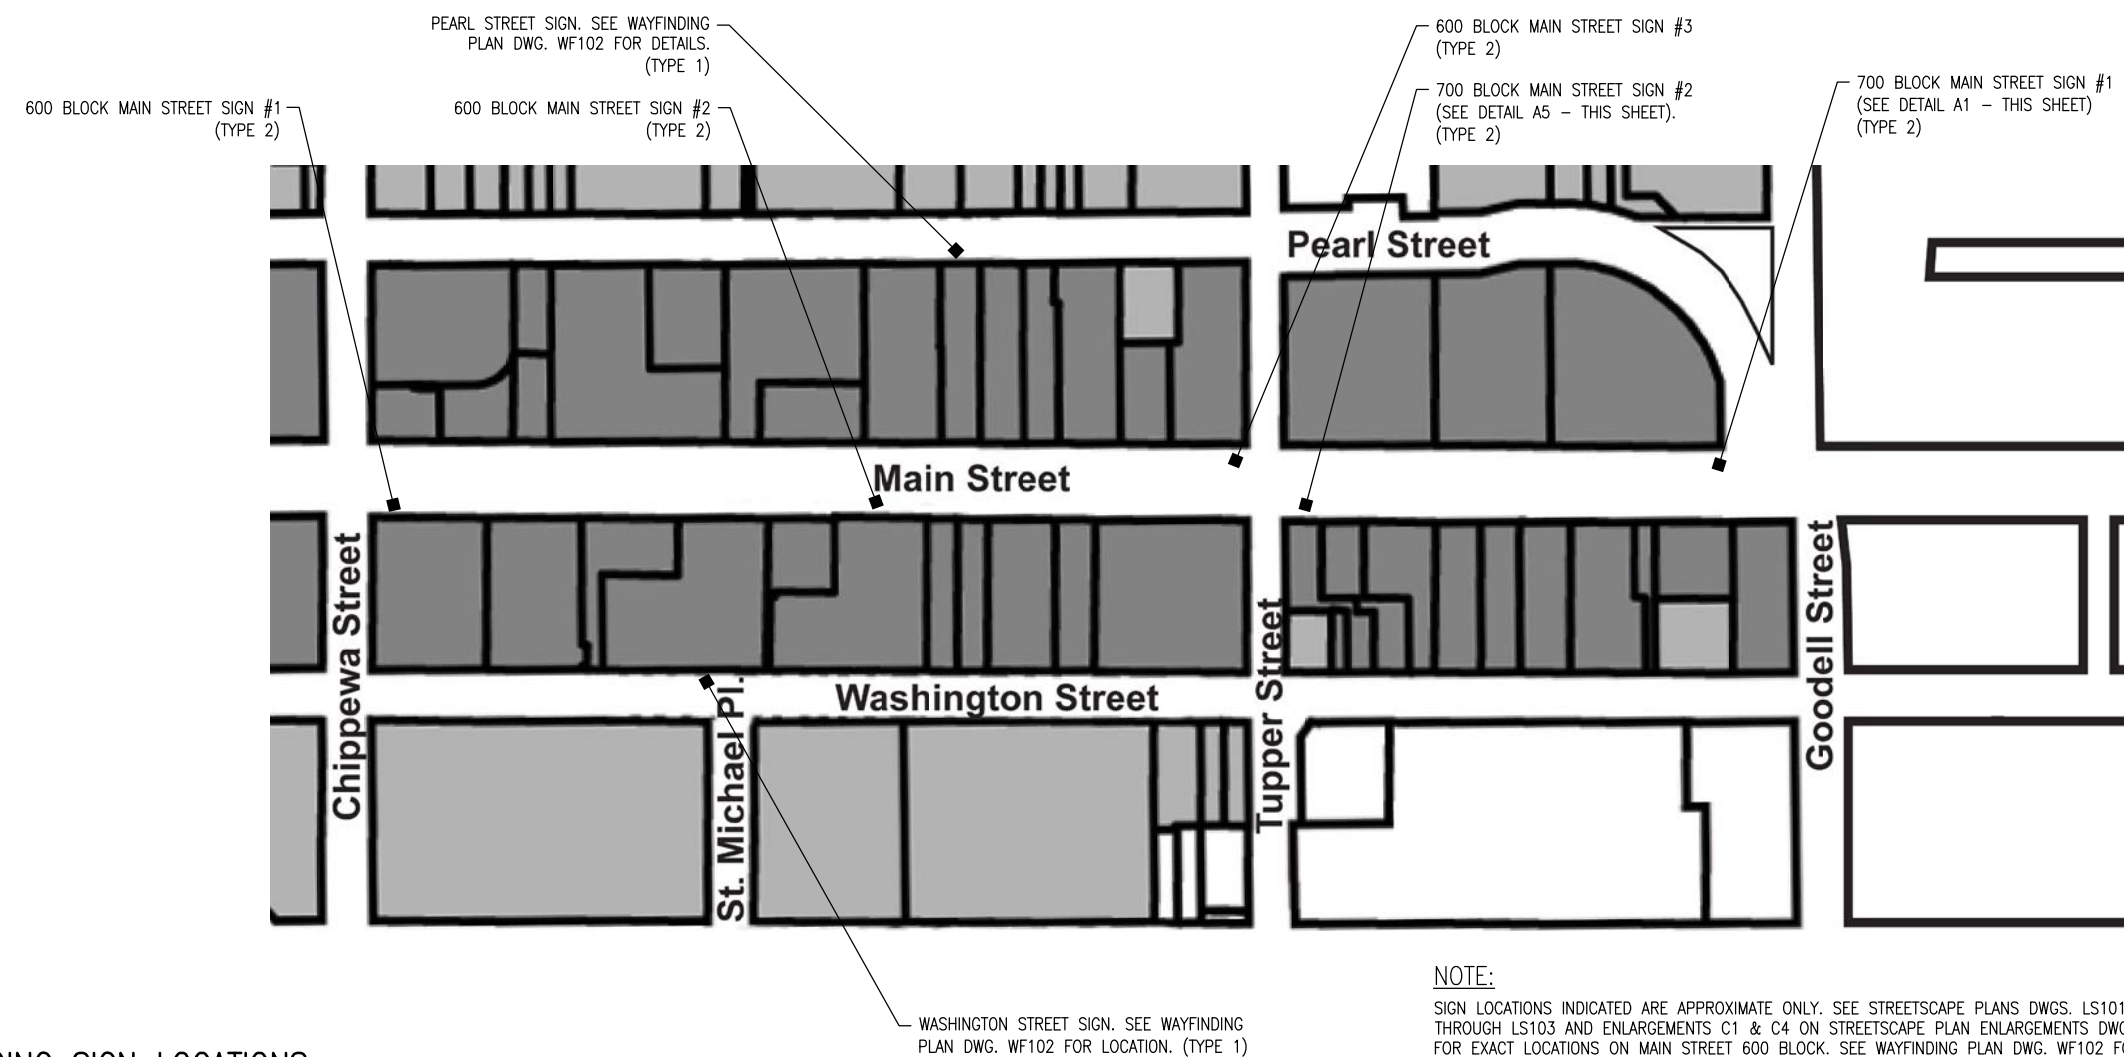 PEARL STREET SIGN. SEE WAYFINDING
PLAN DWG. WF102 FOR DETAILS.
(TYPE 1)
600 BLOCK MAIN STREET SIGN #1
(TYPE 2)
600 BLOCK MAIN STREET SIGN #2
(TYPE 2)
600 BLOCK MAIN STREET SIGN #3
(TYPE 2)
700 BLOCK MAIN STREET SIGN #2
(SEE DETAIL A5 – THIS SHEET).
(TYPE 2)
700 BLOCK MAIN STREET SIGN #1
(SEE DETAIL A1 – THIS SHEET)
(TYPE 2)
Pearl Street
Main Street
Chippewa Street
St. Michael Pl.
Washington Street
Tupper Street
Goodell Street
WASHINGTON STREET SIGN. SEE WAYFINDING
PLAN DWG. WF102 FOR LOCATION. (TYPE 1)
NOTE:
SIGN LOCATIONS INDICATED ARE APPROXIMATE ONLY. SEE STREETSCAPE PLANS DWGS. LS101
THROUGH LS103 AND ENLARGEMENTS C1 & C4 ON STREETSCAPE PLAN ENLARGEMENTS DWG
FOR EXACT LOCATIONS ON MAIN STREET 600 BLOCK. SEE WAYFINDING PLAN DWG. WF102
SIGN LOCATIONS